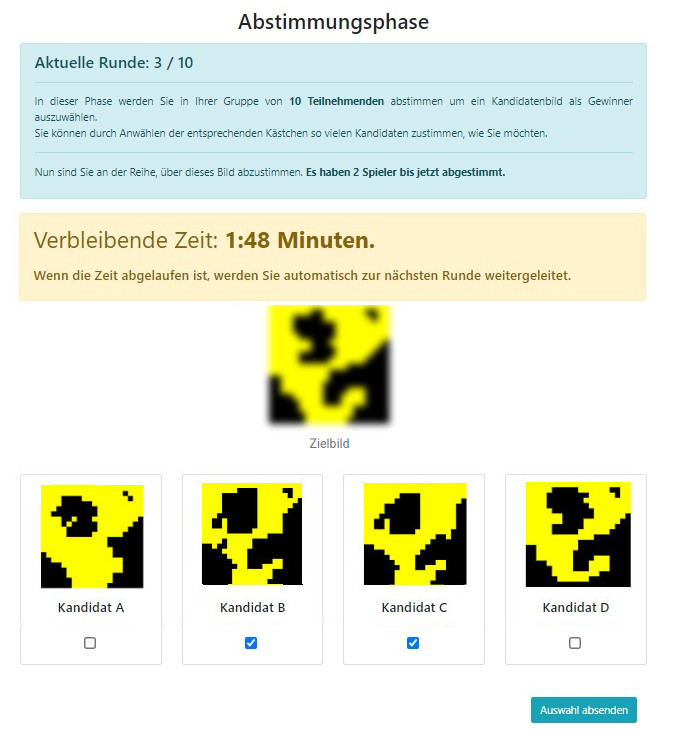 Abstimmungsphase
Aktuelle Runde: 3 / 10
In dieser Phase werden Sie in Ihrer Gruppe von 10 Teilnehmenden abstimmen um ein Kandidatenbild als Gewinner
auszuwählen.
Sie können durch Anwählen der entsprechenden Kästchen so vielen Kandidaten zustimmen, wie Sie möchten.
Nun sind Sie an der Reihe, über dieses Bild abzustimmen. Es haben 2 Spieler bis jetzt abgestimmt.
Verbleibende Zeit: 1:48 Minuten.
Wenn die Zeit abgelaufen ist, werden Sie automatisch zur nächsten Runde weitergeleitet.
Zielbild
Kandidat A
Kandidat B
Kandidat C
Kandidat D
Auswahl absenden